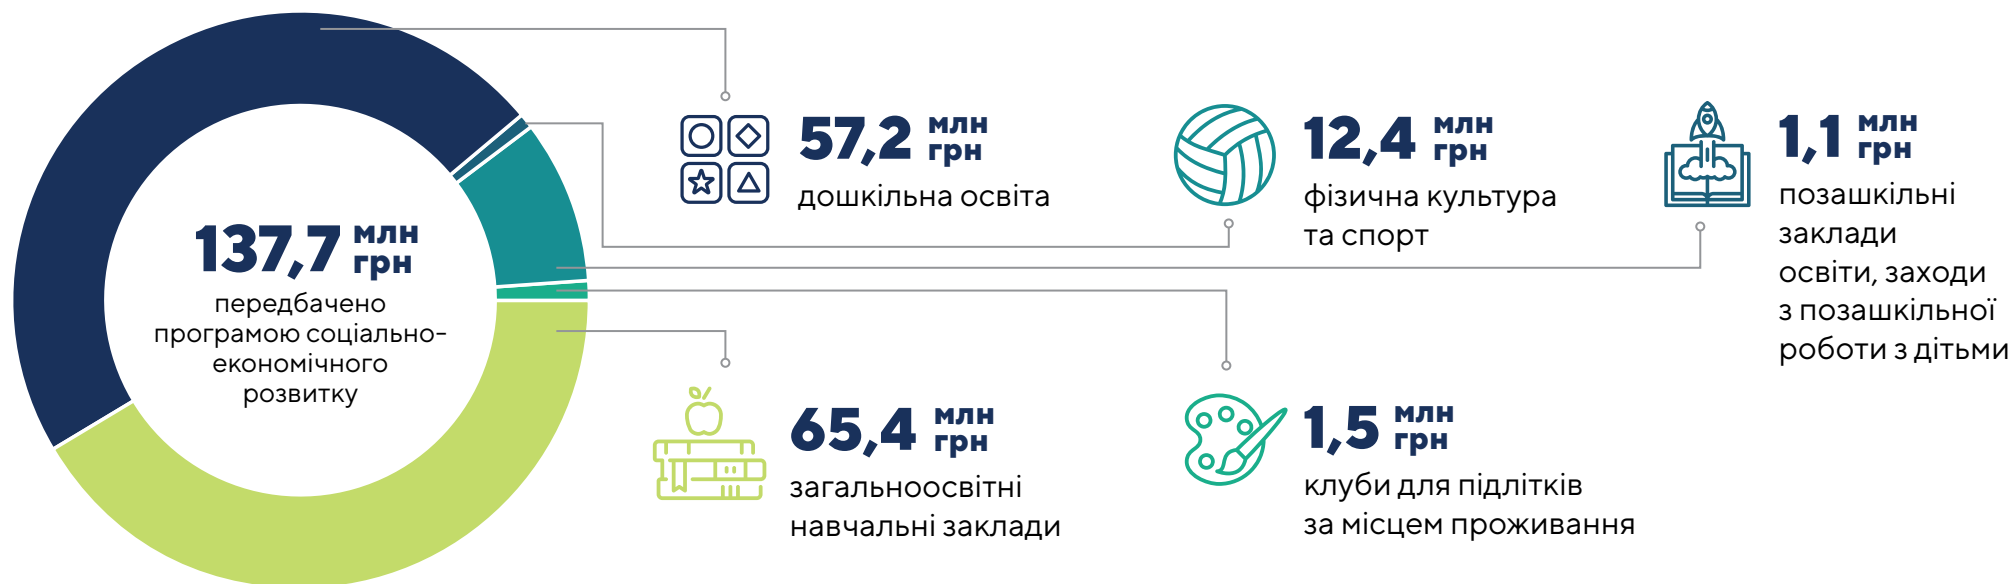 137,7 млн грн
передбачено
програмою соціально-
економічного
розвитку
57,2 млн грн
дошкільна освіта
12,4 млн грн
фізична культура
та спорт
1,1 млн грн
позашкільні
заклади
освіти, заходи
з позашкільної
роботи з дітьми
65,4 млн грн
загальноосвітні
навчальні заклади
1,5 млн грн
клуби для підлітків
за місцем проживання